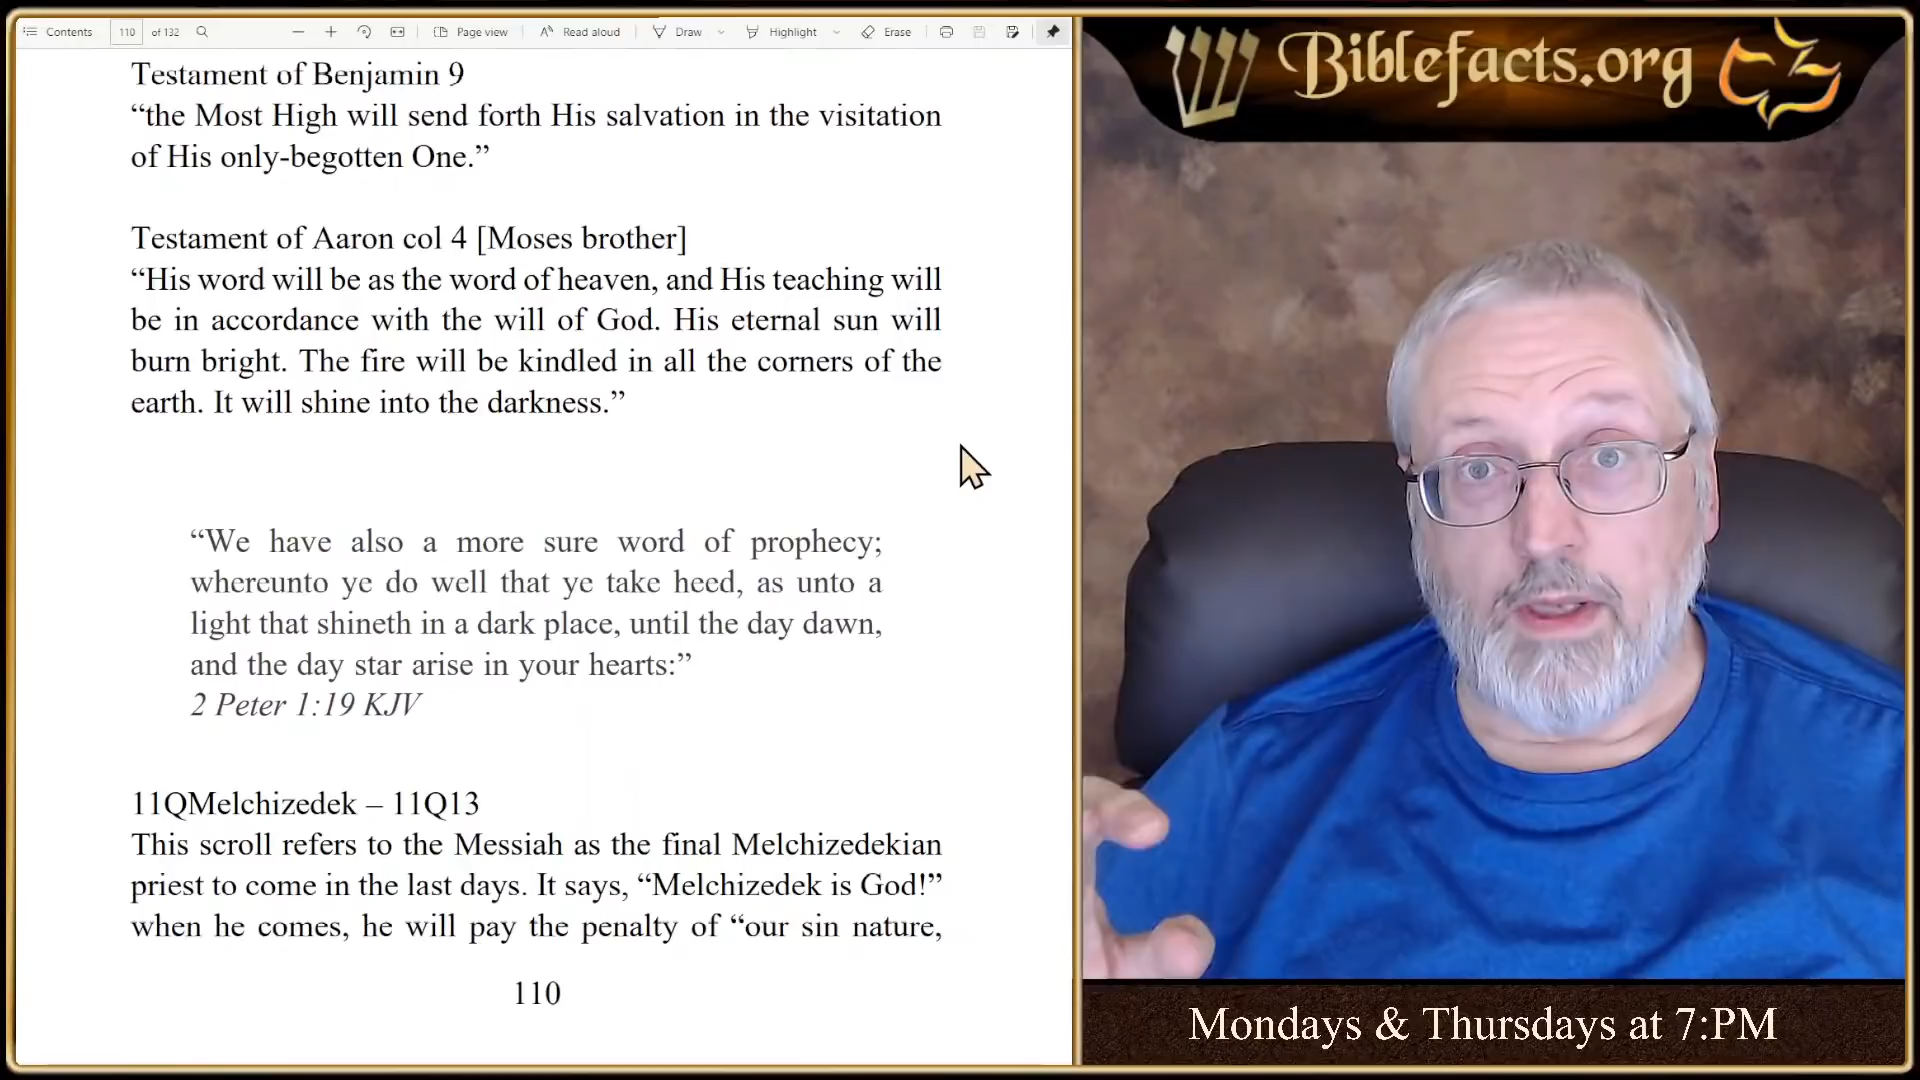 Contents 110 of 132 Page view Read aloud Draw Highlight Erase
Testament of Benjamin 9
“the Most High will send forth His salvation in the visitation
of His only-begotten One.”
Testament of Aaron col 4 [Moses brother]
“His word will be as the word of heaven, and His teaching will
be in accordance with the will of God. His eternal sun will
burn bright. The fire will be kindled in all the corners of the
earth. It will shine into the darkness.”
“We have also a more sure word of prophecy;
whereunto ye do well that ye take heed, as unto a
light that shineth in a dark place, until the day dawn,
and the day star arise in your hearts:”
2 Peter 1:19 KJV
11QMelchizedek – 11Q13
This scroll refers to the Messiah as the final Melchizedekian
priest to come in the last days. It says, “Melchizedek is God!”
when he comes, he will pay the penalty of “our sin nature,
110
ש Biblefacts.org
Mondays & Thursdays at 7:PM